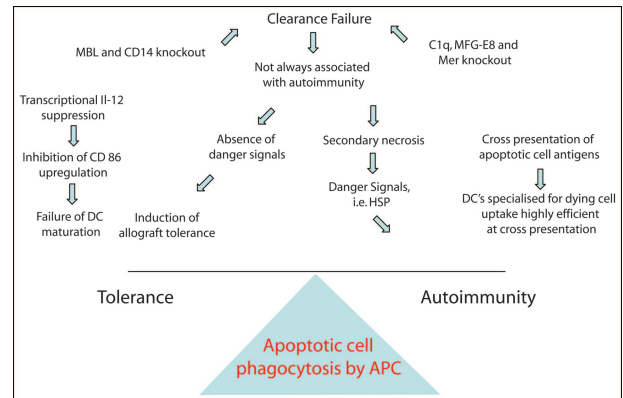 Clearance Failure
MBL and CD14 knockout
C1q, MFG-E8 and
Mer knockout
Not always associated
with autoimmunity
Transcriptional Il-12
suppression
Inhibition of CD 86
upregulation
Failure of DC
maturation
Absence of
danger signals
Induction of
allograft tolerance
Secondary necrosis
Danger Signals,
i.e. HSP
Cross presentation of
apoptotic cell antigens
DC's specialised for dying cell
uptake highly efficient
at cross presentation
Tolerance
Autoimmunity
Apoptotic cell
phagocytosis by APC